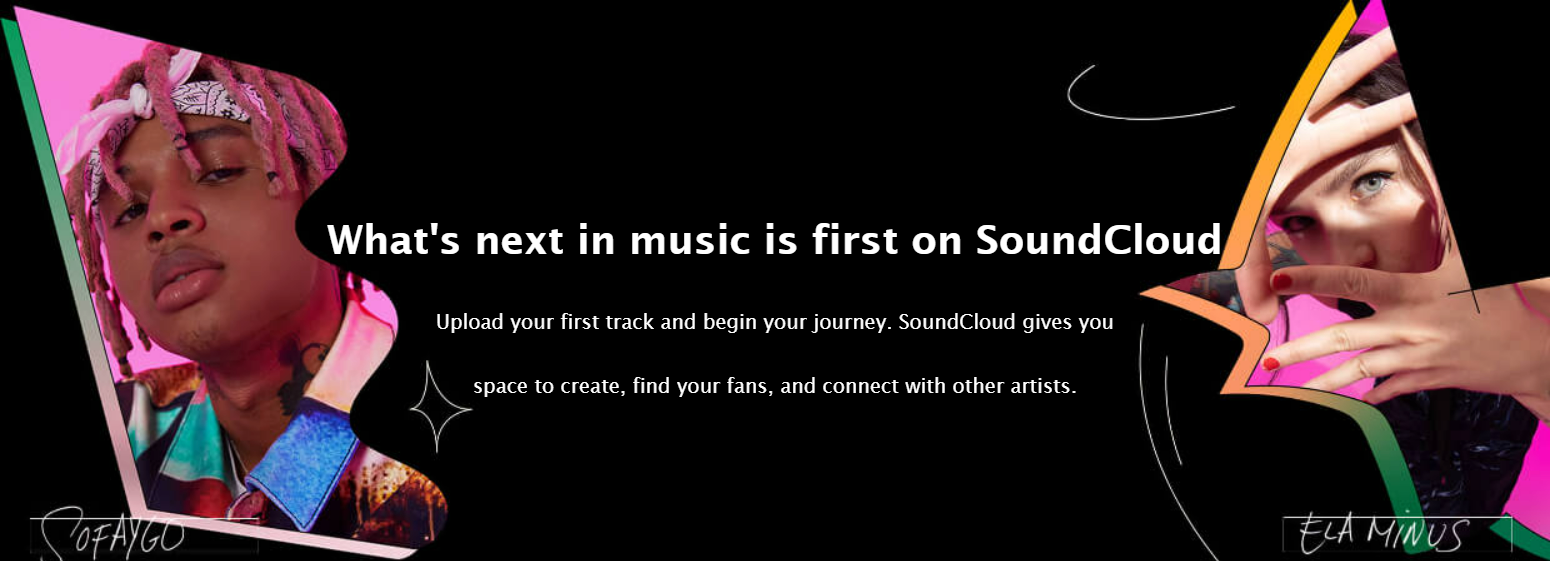 What's next in music is first on SoundCloud
Upload your first track and begin your journey. SoundCloud gives you
space to create, find your fans, and connect with other artists.
SOFAYGO
ELA MINUS